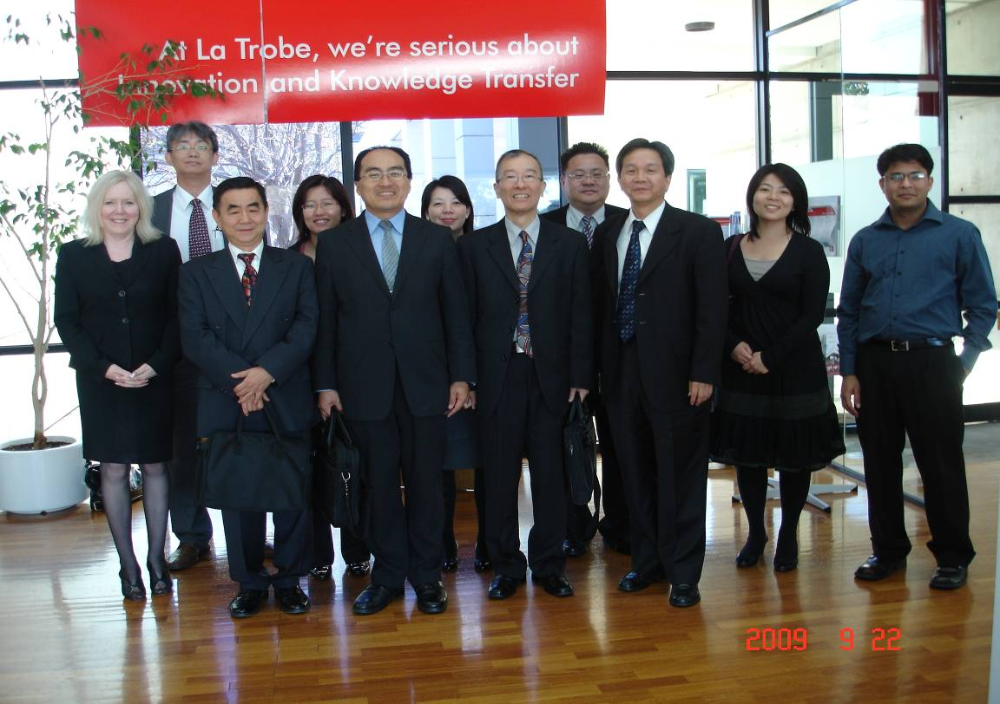 At La Trobe, we're serious about
Innovation and Knowledge Transfer
2009 9 22